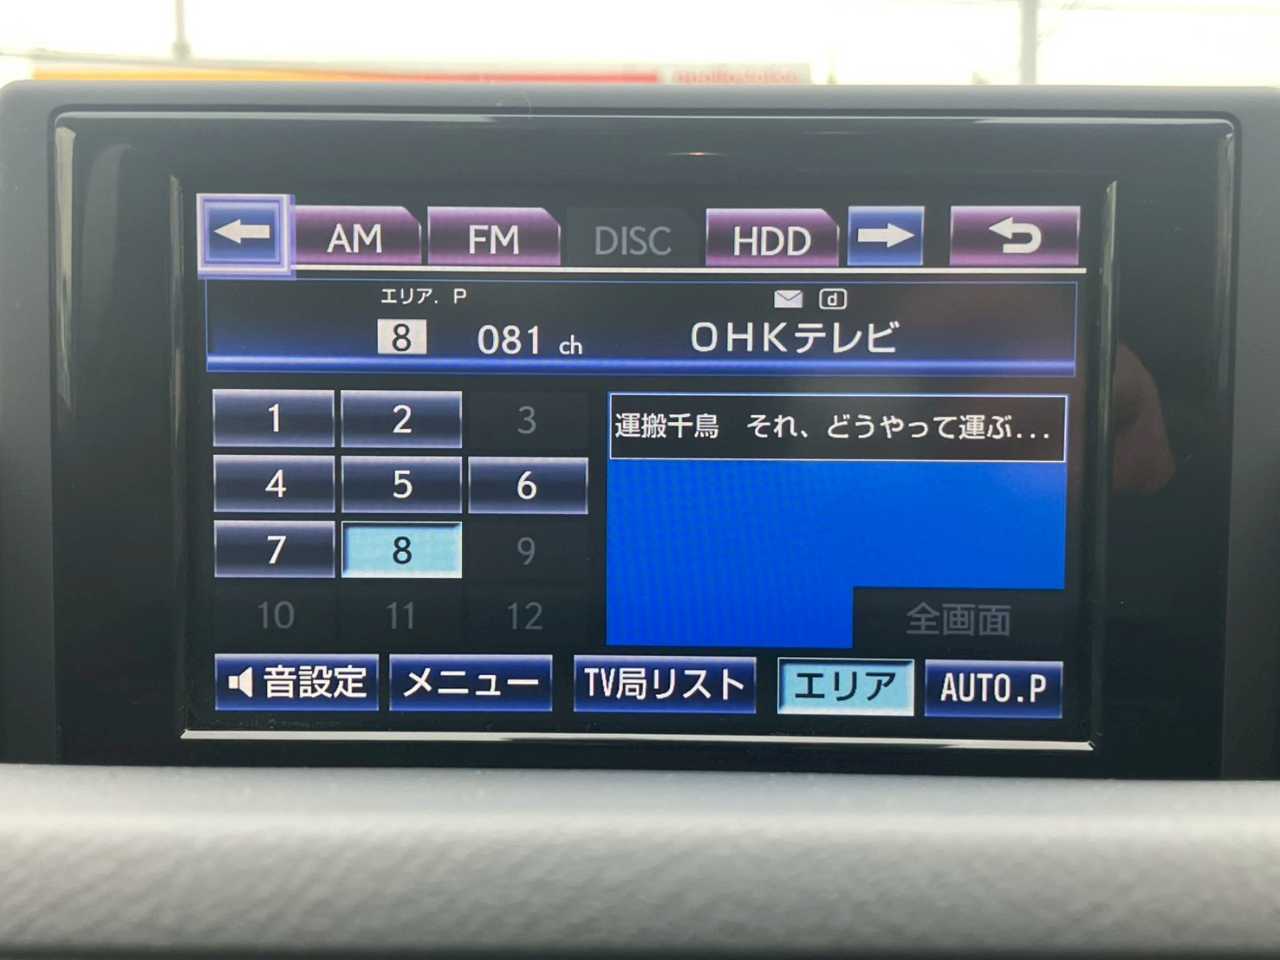 AM FM DISC HDD
エリア. P d
8 081 ch OHKテレビ
1 2 3
運搬千鳥 それ、どうやって運ぶ...
4 5 6
7 8 9
10 11 12
全画面
音設定 メニュー TV局リスト エリア AUTO.P